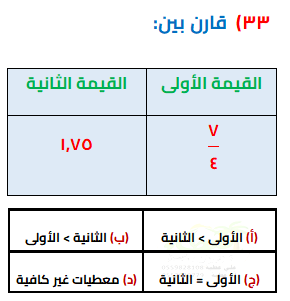 ٣٣) قارن بين:
القيمة الأولى القيمة الثانية
٧
٤
١,٧٥
(أ) الأولى > الثانية (ب) الثانية > الأولى
(ج) الأولى = الثانية (د) معطيات غير كافية